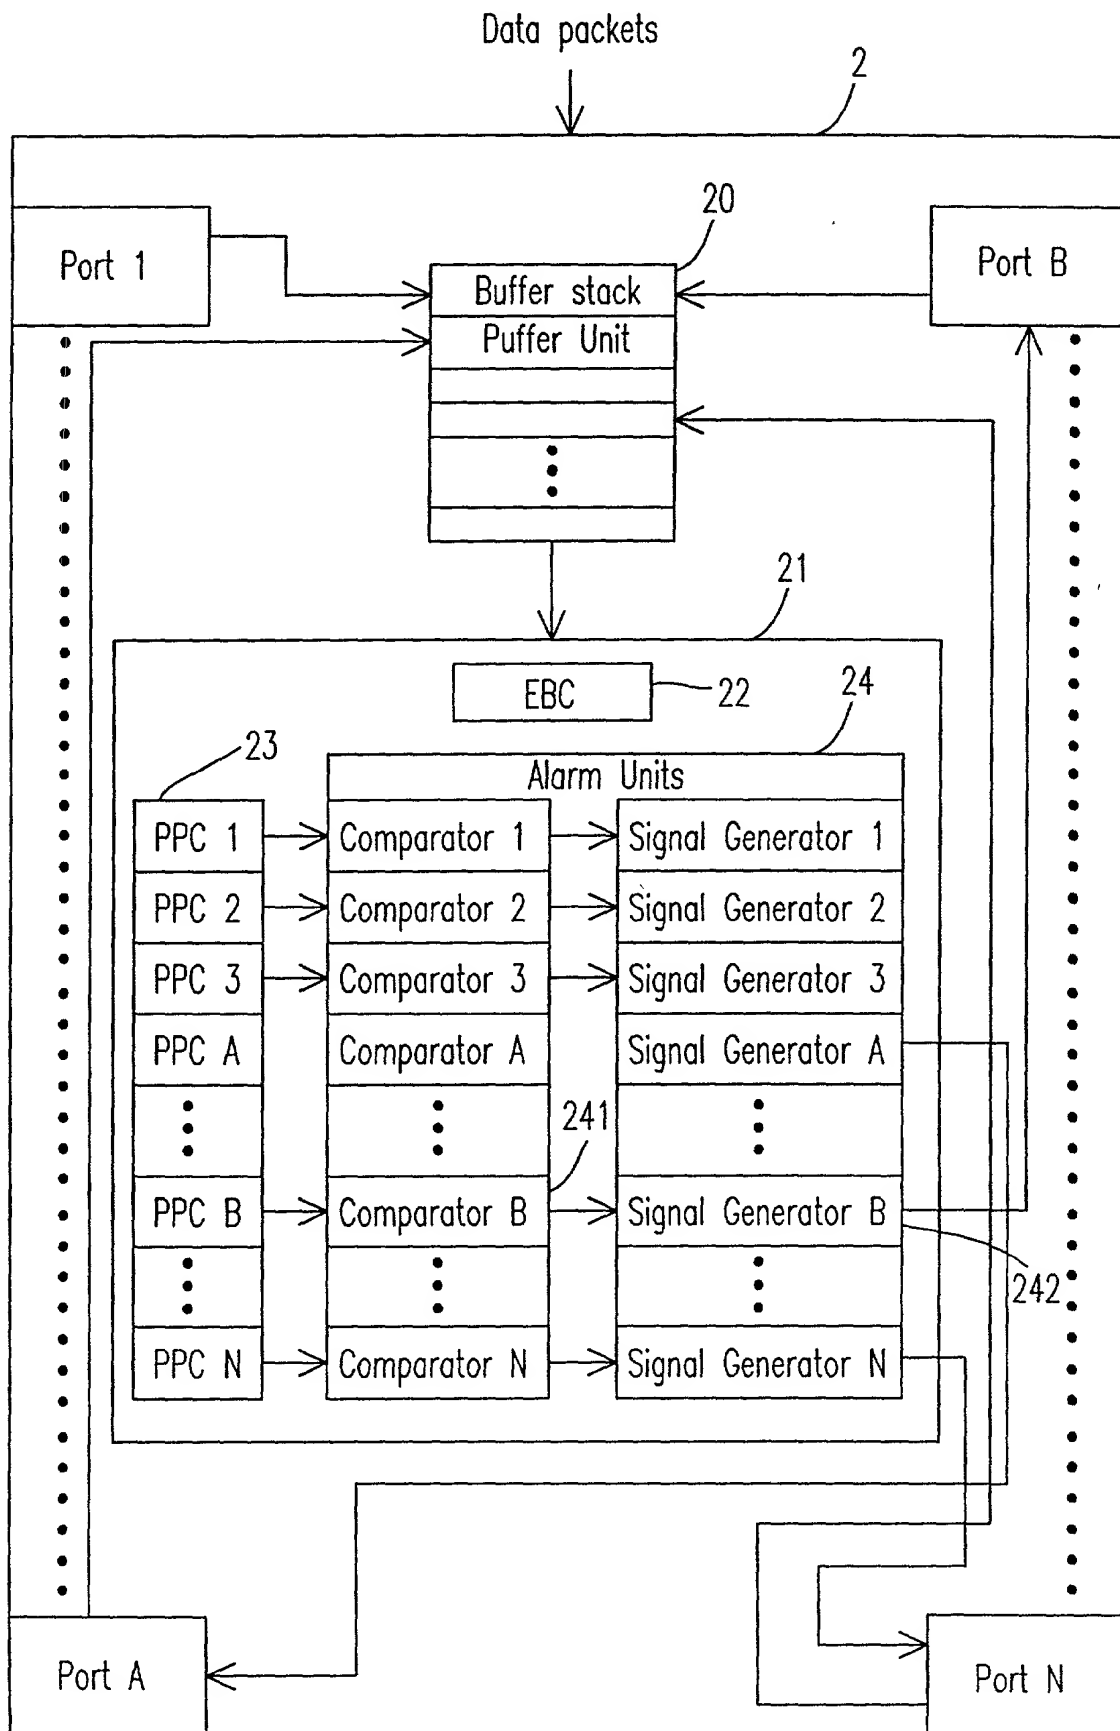 Data packets
2
Port 1
20
Port B
Buffer stack
Puffer Unit
21
EBC
22
24
23
Alarm Units
PPC 1
Comparator 1
Signal Generator 1
PPC 2
Comparator 2
Signal Generator 2
PPC 3
Comparator 3
Signal Generator 3
PPC A
Comparator A
Signal Generator A
241
PPC B
Comparator B
Signal Generator B
242
PPC N
Comparator N
Signal Generator N
Port A
Port N